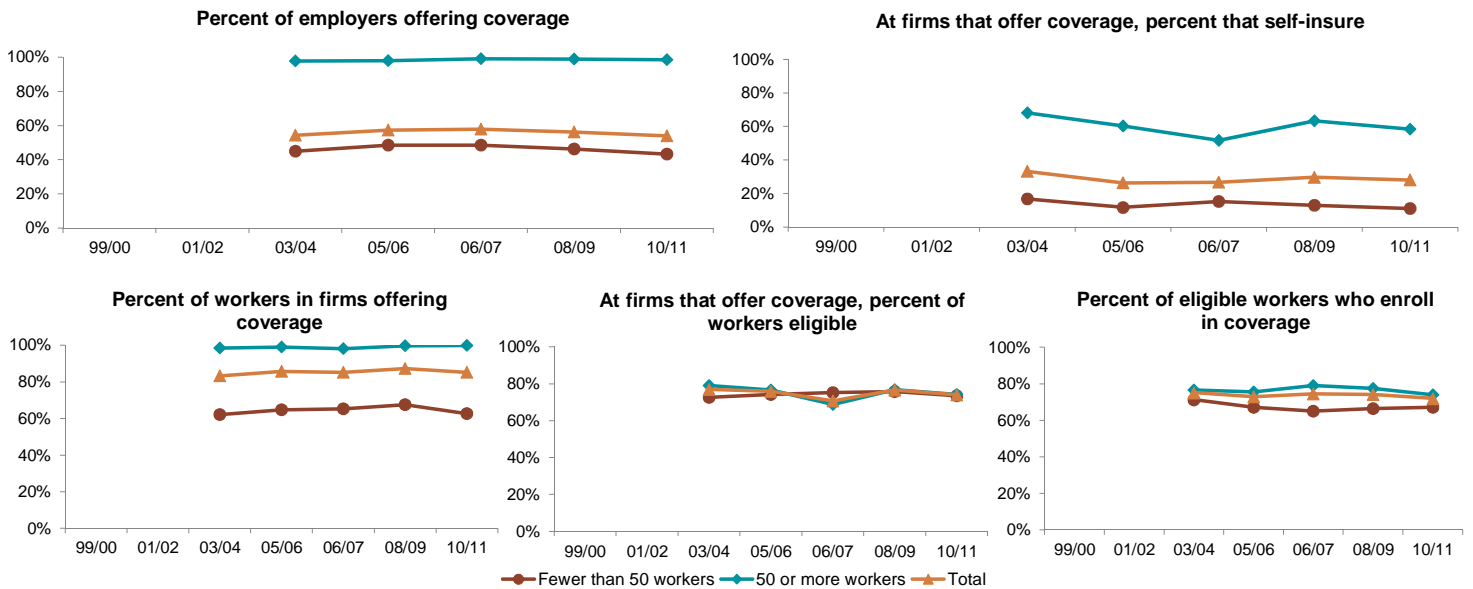 Percent of employers offering coverage
100%
80%
60%
40%
20%
0%
99/00 01/02 03/04 05/06 06/07 08/09 10/11
At firms that offer coverage, percent that self-insure
100%
80%
60%
40%
20%
0%
99/00 01/02 03/04 05/06 06/07 08/09 10/11
Percent of workers in firms offering
coverage
100%
80%
60%
40%
20%
0%
99/00 01/02 03/04 05/06 06/07 08/09 10/11
At firms that offer coverage, percent of
workers eligible
100%
80%
60%
40%
20%
0%
99/00 01/02 03/04 05/06 06/07 08/09 10/11
Percent of eligible workers who enroll
in coverage
100%
80%
60%
40%
20%
0%
99/00 01/02 03/04 05/06 06/07 08/09 10/11
Fewer than 50 workers 50 or more workers Total